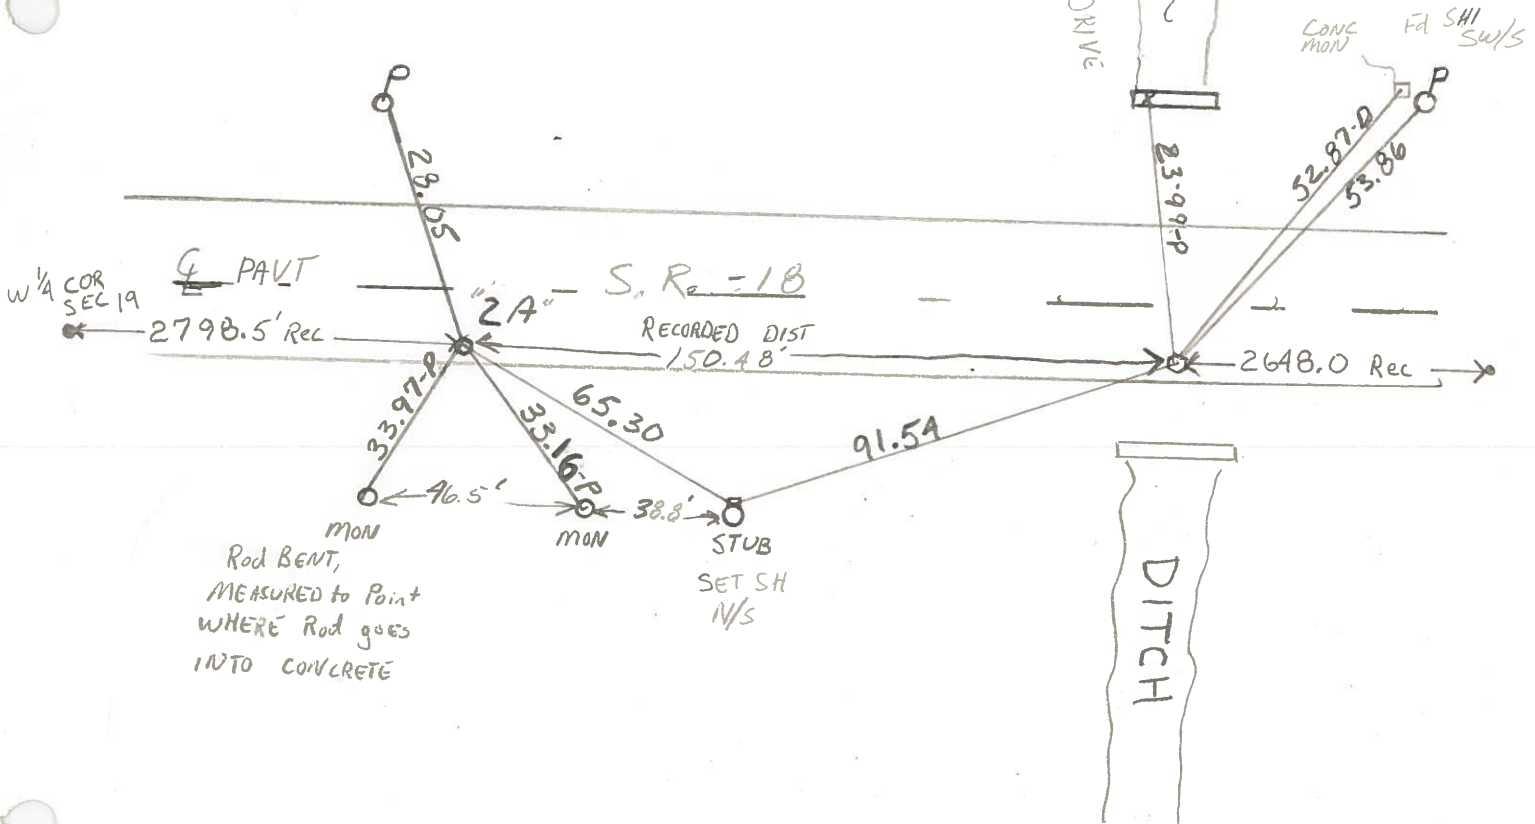 DRIVE
CONC
MON
Fd SHI
SW/S
28.05
23.99-P
52.87-P
53.86
℄ PAVT
S. R. -18
W 1/4 COR
SEC 19
2798.5' Rec
"2A"
RECORDED DIST
150.48'
2648.0 Rec
33.97-P
33.16-P
65.30
91.54
46.5'
38.8'
MON
MON
STUB
Rod BENT,
MEASURED to Point
WHERE Rod goes
INTO CONCRETE
SET SH
N/S
DITCH